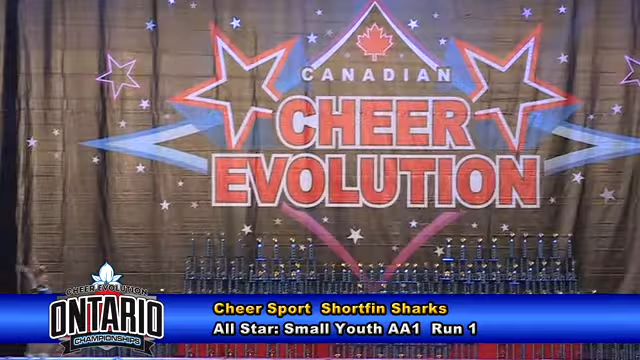 CANADIAN
CHEER
EVOLUTION
CHEER EVOLUTION
ONTARIO
CHAMPIONSHIPS
Cheer Sport Shortfin Sharks
All Star: Small Youth AA1 Run 1